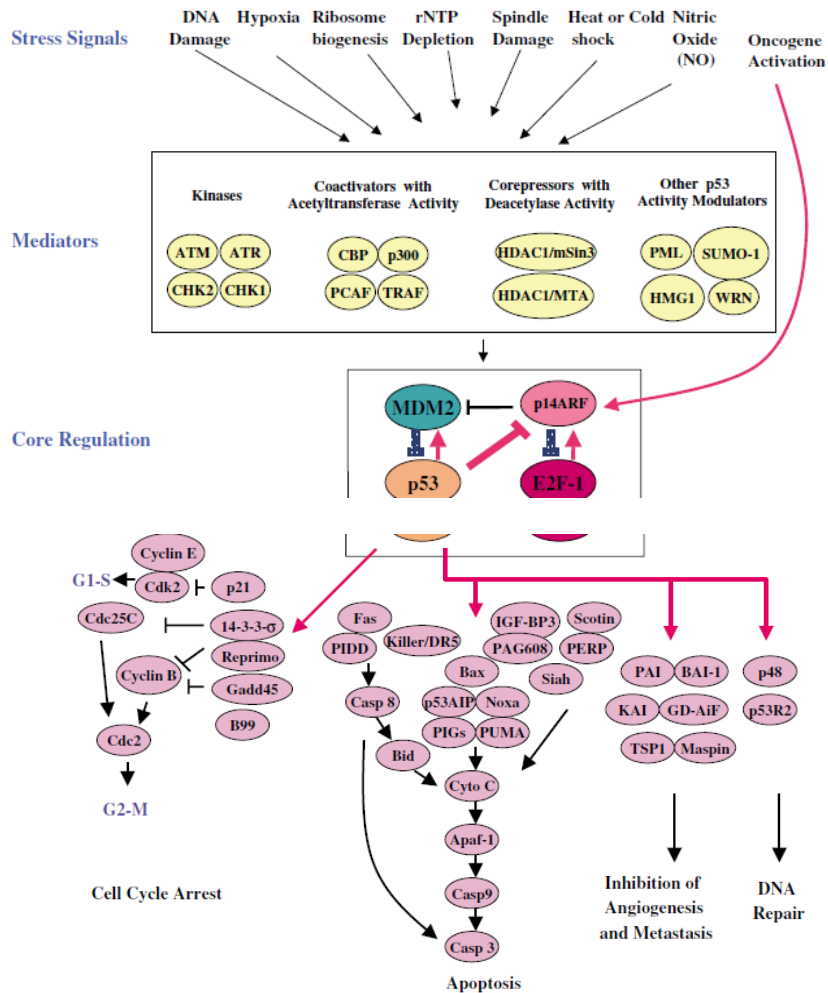 Stress Signals
DNA
Damage
Hypoxia
Ribosome
biogenesis
rNTP
Depletion
Spindle
Damage
Heat or Cold
shock
Nitric
Oxide
(NO)
Oncogene
Activation
Mediators
Kinases
ATM
ATR
CHK2
CHK1
Coactivators with
Acetyltransferase Activity
CBP
p300
PCAF
TRAF
Corepressors with
Deacetylase Activity
HDAC1/mSin3
HDAC1/MTA
Other p53
Activity Modulators
PML
SUMO-1
HMG1
WRN
Core Regulation
MDM2
p14ARF
p53
E2F-1
Cyclin E
G1-S
Cdk2
p21
Cdc25C
14-3-3-σ
Reprimo
Cyclin B
Gadd45
B99
Cdc2
G2-M
Cell Cycle Arrest
Fas
PIDD
Killer/DR5
IGF-BP3
PAG608
Scotin
PERP
Siah
Bax
p53AIP
Noxa
PIGs
PUMA
Casp 8
Bid
Cyto C
Apaf-1
Casp9
Casp 3
Apoptosis
PAI
BAI-1
KAI
GD-AiF
TSP1
Maspin
Inhibition of
Angiogenesis
and Metastasis
p48
p53R2
DNA
Repair